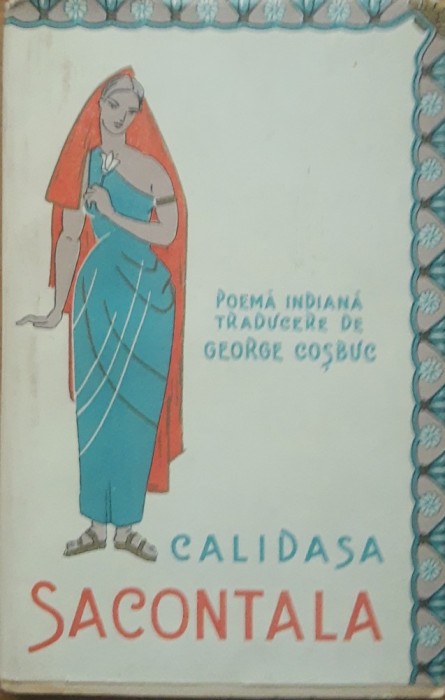 POEMĂ INDIANĂ
TRADUCERE DE
GEORGE COȘBUC
CALIDASA
SACONTALA